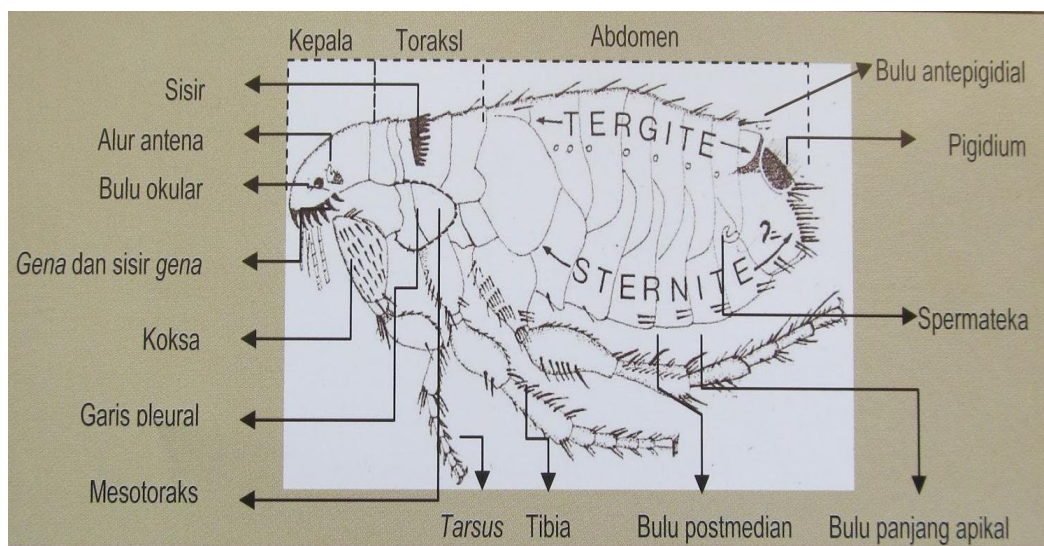 Kepala
Toraksl
Abdomen
Sisir
Alur antena
Bulu okular
Gena dan sisir gena
Koksa
Garis pleural
Mesotoraks
TERGITE
STERNITE
Bulu antepigidial
Pigidium
Spermateka
Tarsus
Tibia
Bulu postmedian
Bulu panjang apikal